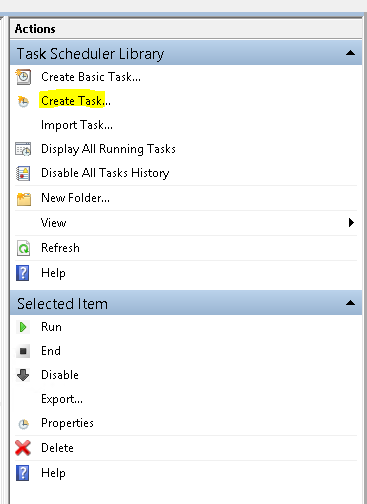 Actions
Task Scheduler Library
Create Basic Task...
Create Task...
Import Task...
Display All Running Tasks
Disable All Tasks History
New Folder...
View
Refresh
Help
Selected Item
Run
End
Disable
Export...
Properties
Delete
Help